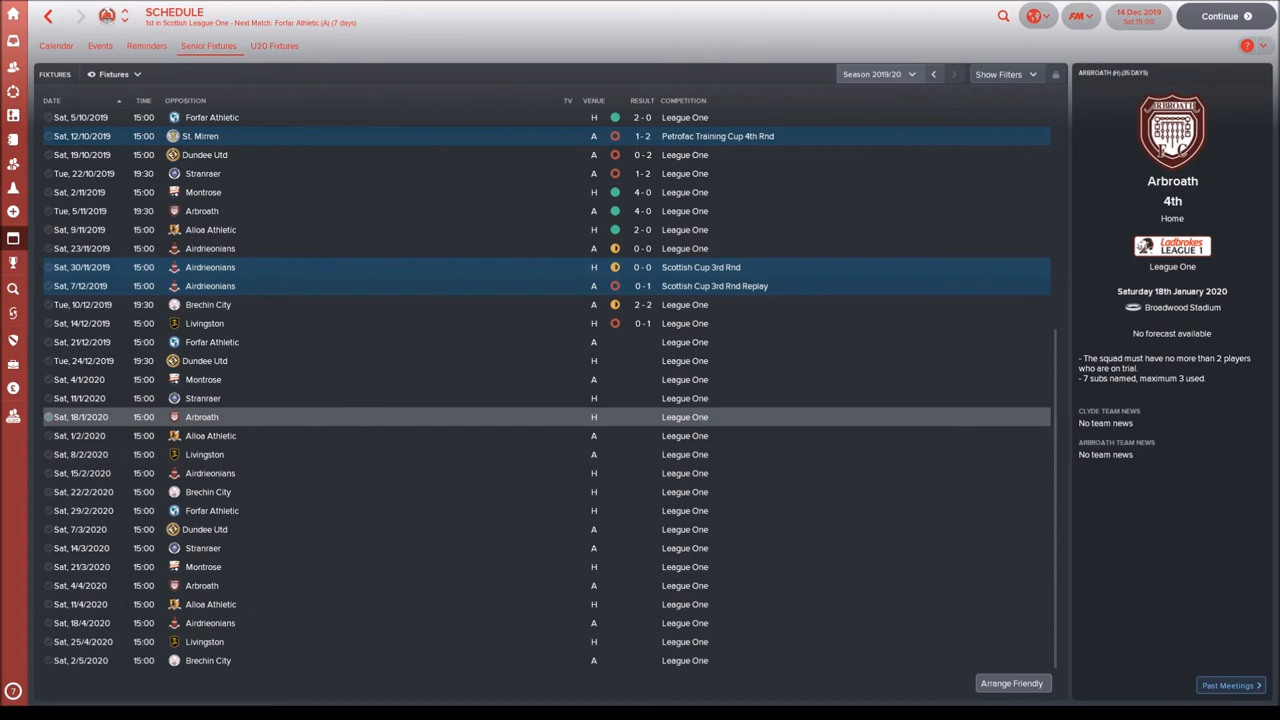 SCHEDULE
1st in Scottish League One - Next Match: Forfar Athletic (A) (7 days)
FM
14 Dec 2019
Sat 19:00
Continue
Calendar Events Reminders Senior Fixtures U20 Fixtures
?
FIXTURES Fixtures Season 2019/20 Show Filters
DATE TIME OPPOSITION TV VENUE RESULT COMPETITION
Sat, 5/10/2019 15:00 Forfar Athletic H 2 - 0 League One
Sat, 12/10/2019 15:00 St. Mirren A 1 - 2 Petrofac Training Cup 4th Rnd
Sat, 19/10/2019 15:00 Dundee Utd A 0 - 2 League One
Tue, 22/10/2019 19:30 Stranraer A 1 - 2 League One
Sat, 2/11/2019 15:00 Montrose H 4 - 0 League One
Tue, 5/11/2019 19:30 Arbroath A 4 - 0 League One
Sat, 9/11/2019 15:00 Alloa Athletic H 2 - 0 League One
Sat, 23/11/2019 15:00 Airdrieonians A 0 - 0 League One
Sat, 30/11/2019 15:00 Airdrieonians H 0 - 0 Scottish Cup 3rd Rnd
Sat, 7/12/2019 15:00 Airdrieonians A 0 - 1 Scottish Cup 3rd Rnd Replay
Tue, 10/12/2019 19:30 Brechin City A 2 - 2 League One
Sat, 14/12/2019 15:00 Livingston H 0 - 1 League One
Sat, 21/12/2019 15:00 Forfar Athletic A League One
Tue, 24/12/2019 19:30 Dundee Utd H League One
Sat, 4/1/2020 15:00 Montrose A League One
Sat, 11/1/2020 15:00 Stranraer H League One
Sat, 18/1/2020 15:00 Arbroath H League One
Sat, 1/2/2020 15:00 Alloa Athletic A League One
Sat, 8/2/2020 15:00 Livingston A League One
Sat, 15/2/2020 15:00 Airdrieonians H League One
Sat, 22/2/2020 15:00 Brechin City H League One
Sat, 29/2/2020 15:00 Forfar Athletic H League One
Sat, 7/3/2020 15:00 Dundee Utd A League One
Sat, 14/3/2020 15:00 Stranraer A League One
Sat, 21/3/2020 15:00 Montrose H League One
Sat, 4/4/2020 15:00 Arbroath A League One
Sat, 11/4/2020 15:00 Alloa Athletic H League One
Sat, 18/4/2020 15:00 Airdrieonians A League One
Sat, 25/4/2020 15:00 Livingston H League One
Sat, 2/5/2020 15:00 Brechin City A League One
Arrange Friendly
7
ARBROATH (H) (35 DAYS)
ARBROATH
F C
Arbroath
4th
Home
Ladbrokes
LEAGUE 1
League One
Saturday 18th January 2020
Broadwood Stadium
No forecast available
- The squad must have no more than 2 players
who are on trial.
- 7 subs named, maximum 3 used.
CLYDE TEAM NEWS
No team news
ARBROATH TEAM NEWS
No team news
Past Meetings